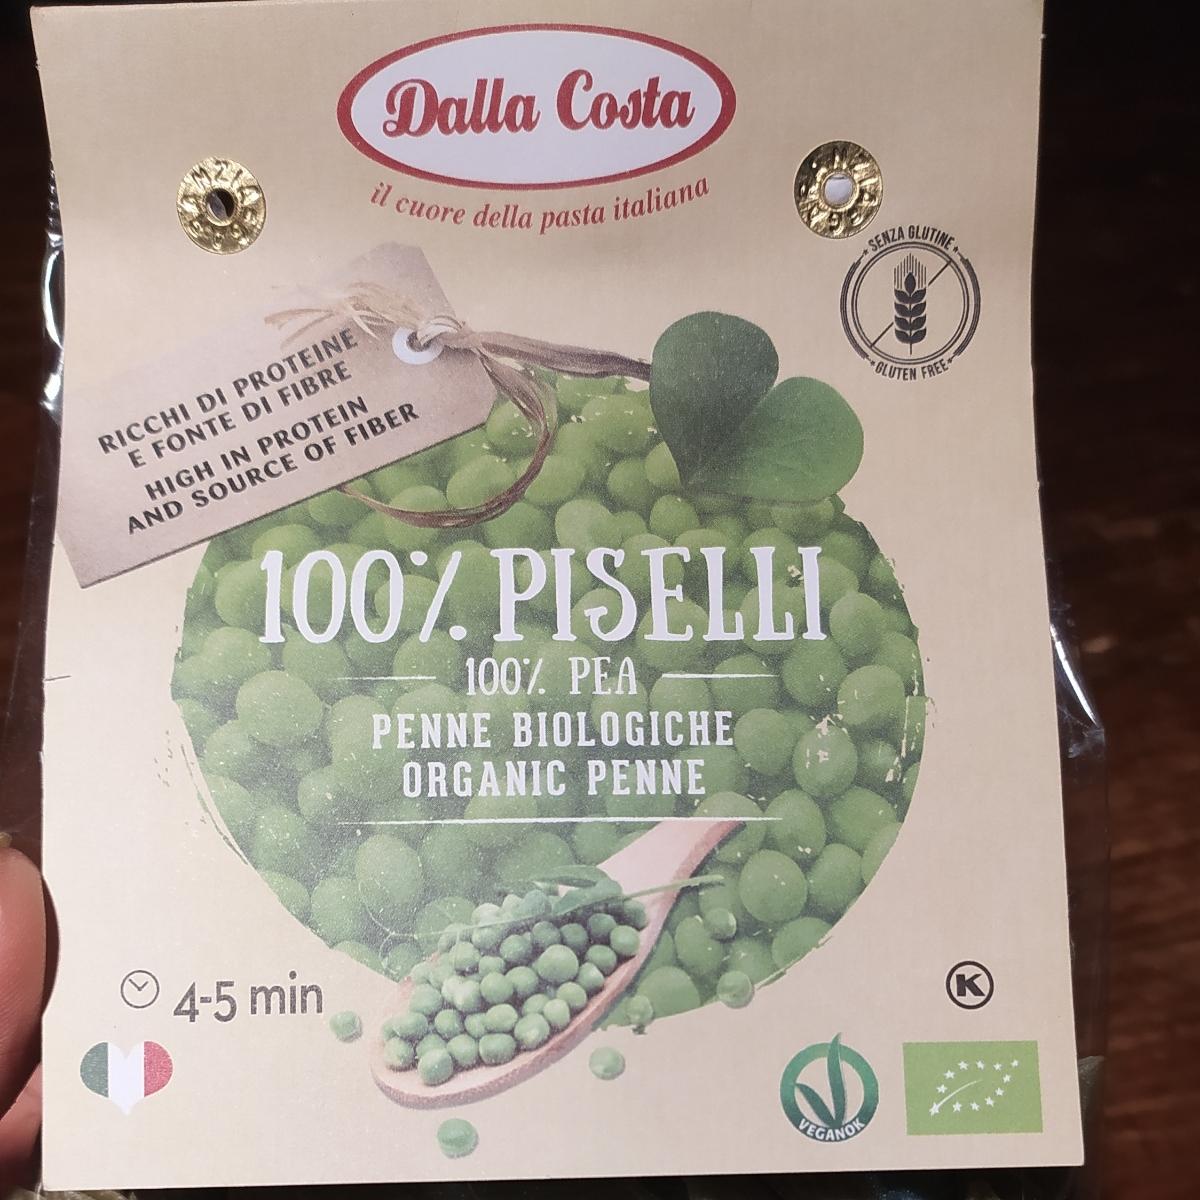 Dalla Costa
il cuore della pasta italiana
SENZA GLUTINE
GLUTEN FREE
RICCHI DI PROTEINE
E FONTE DI FIBRE
HIGH IN PROTEIN
AND SOURCE OF FIBER
100% PISELLI
100% PEA
PENNE BIOLOGICHE
ORGANIC PENNE
4-5 min
K
VEGANOK